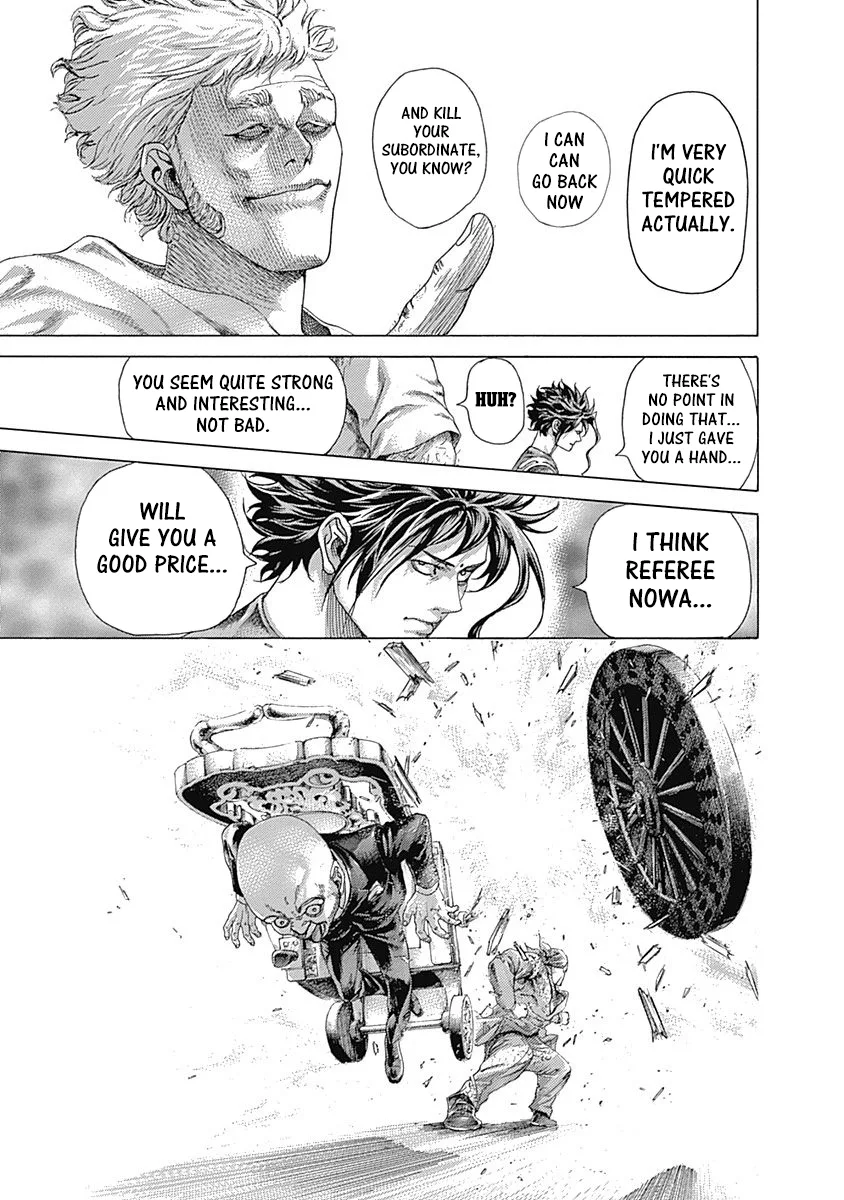 I'M VERY
QUICK
TEMPERED
ACTUALLY.
I CAN
CAN
GO BACK
NOW
AND KILL
YOUR
SUBORDINATE,
YOU KNOW?
THERE'S
NO POINT IN
DOING THAT...
I JUST GAVE
YOU A HAND...
HUH?
YOU SEEM QUITE STRONG
AND INTERESTING...
NOT BAD.
I THINK
REFEREE
NOWA...
WILL
GIVE YOU A
GOOD PRICE...